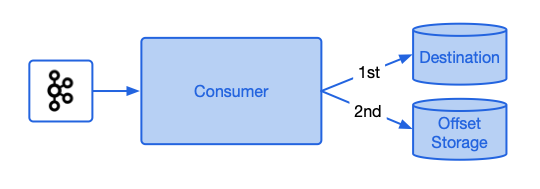 Consumer
1st
Destination
2nd
Offset
Storage